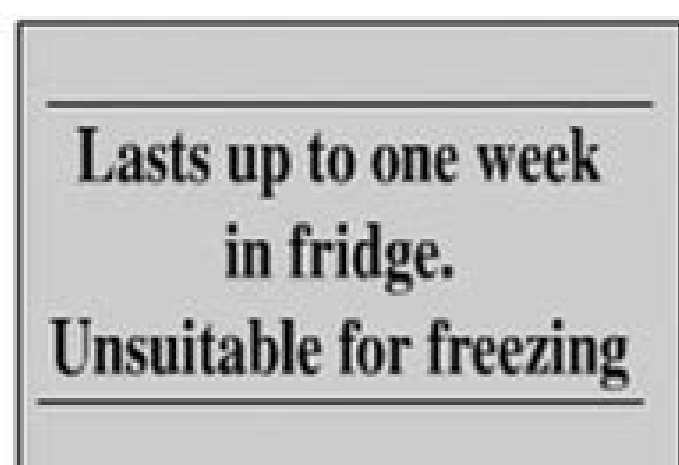 Lasts up to one week
in fridge.
Unsuitable for freezing